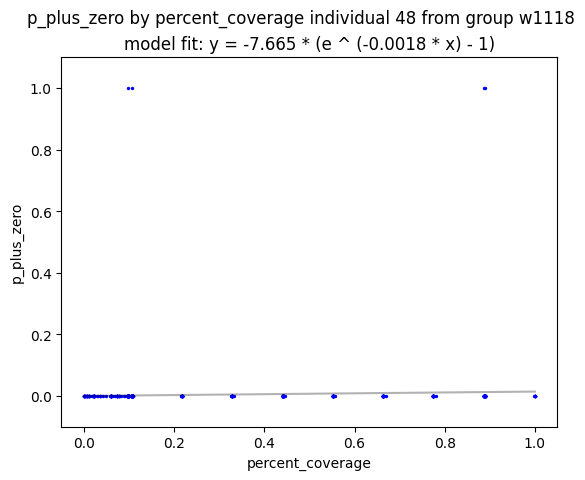 p_plus_zero by percent_coverage individual 48 from group w1118
model fit: y = -7.665 * (e ^ (-0.0018 * x) - 1)
1.0
0.8
0.6
0.4
0.2
0.0
p_plus_zero
0.0 0.2 0.4 0.6 0.8 1.0
percent_coverage